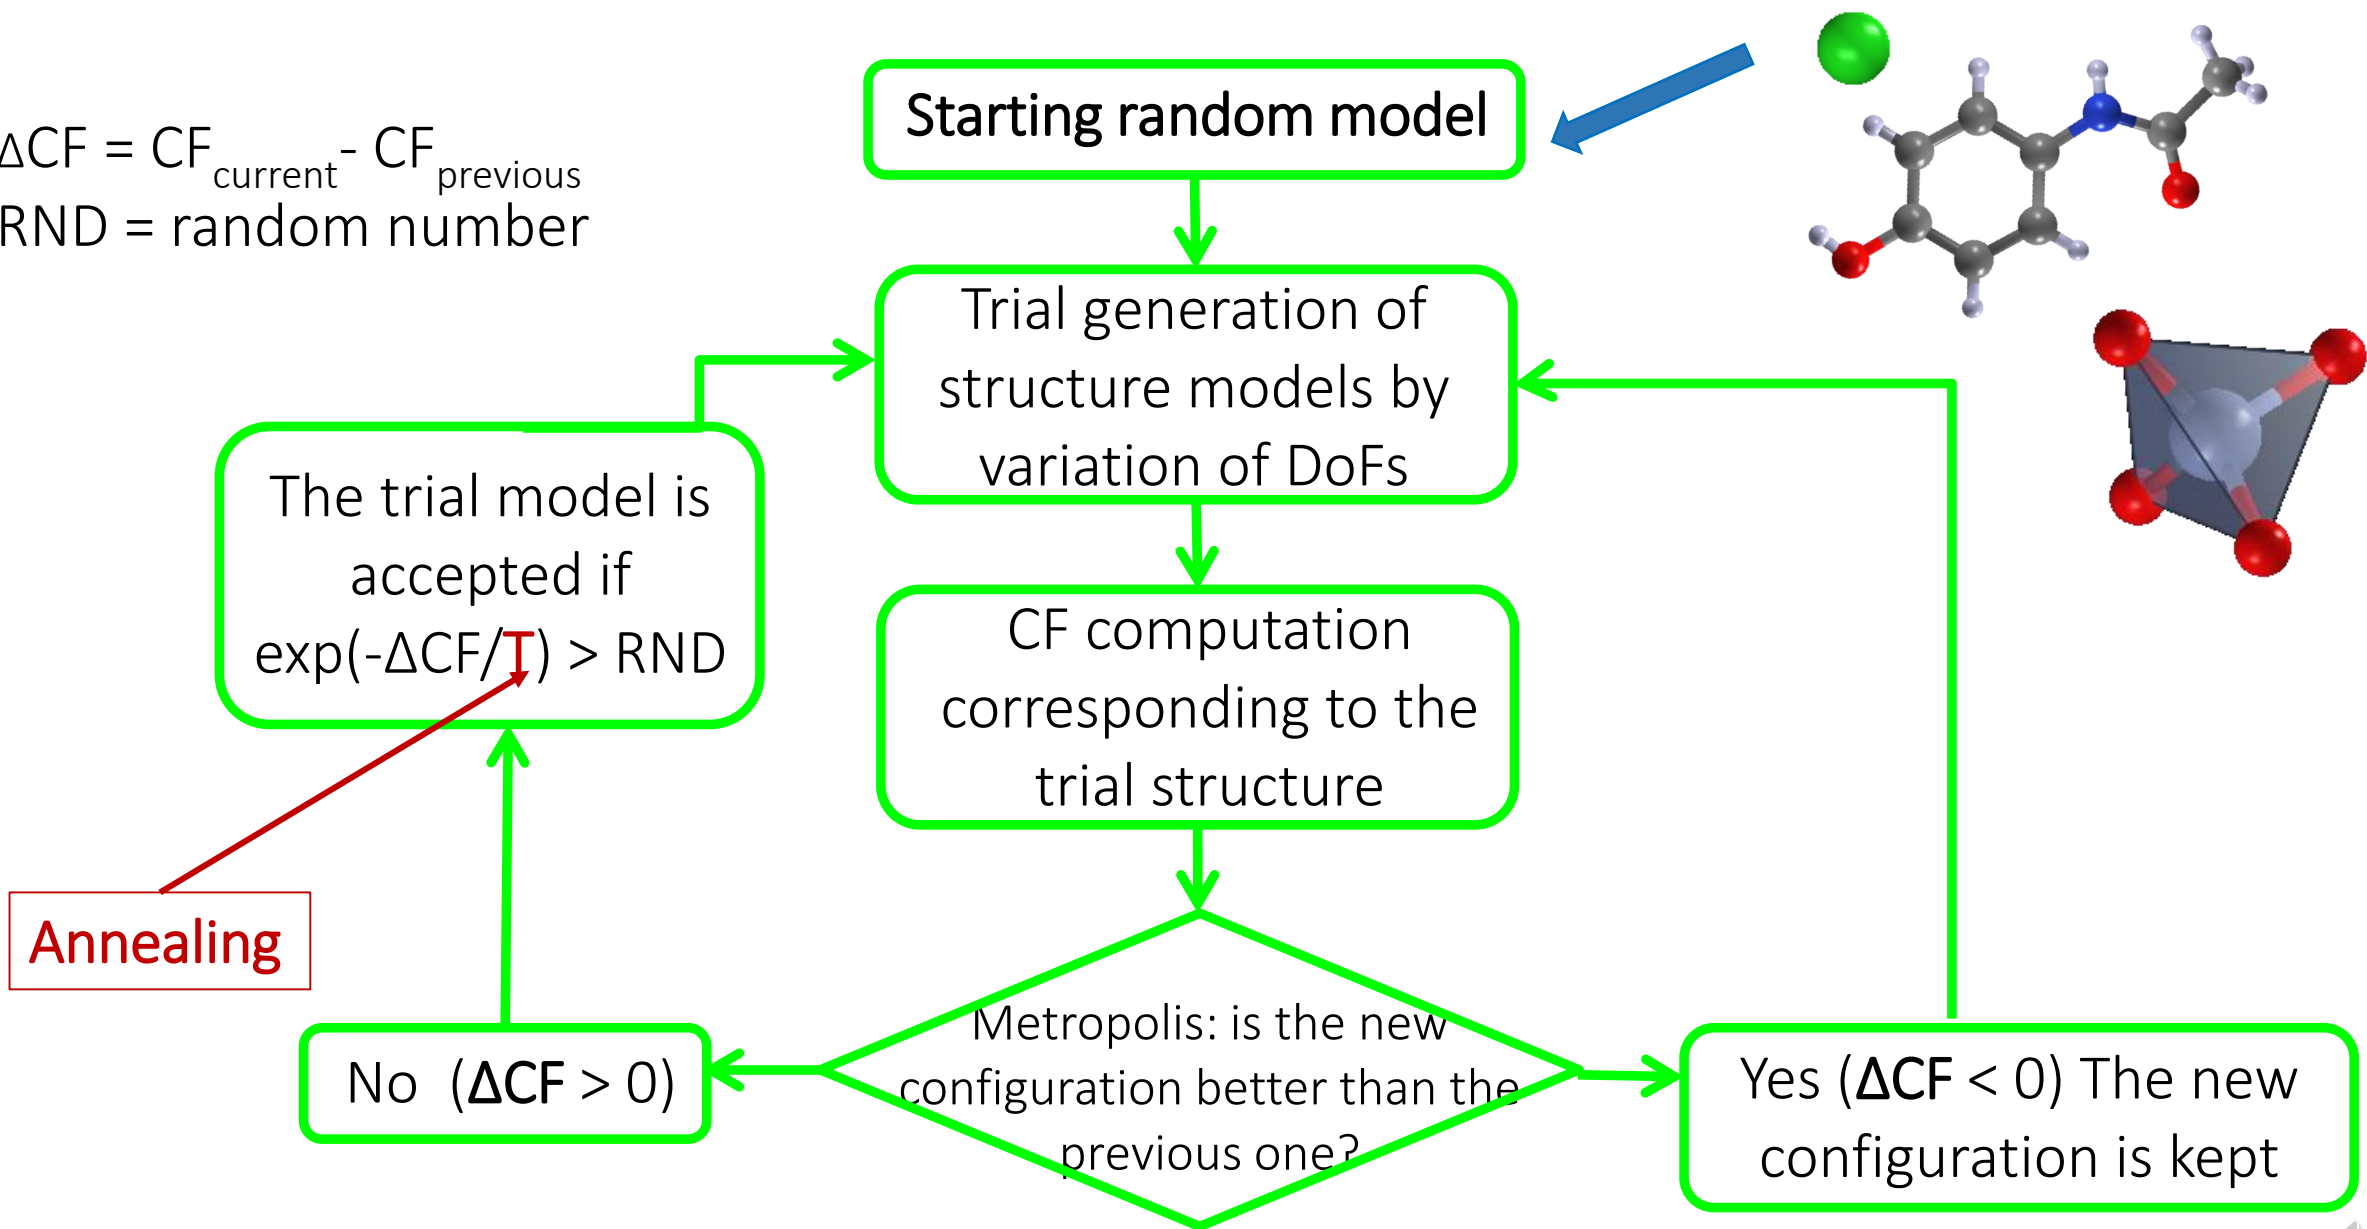 Starting random model
ΔCF = CFcurrent- CFprevious
RND = random number
Trial generation of
structure models by
variation of DoFs
The trial model is
accepted if
exp(-ΔCF/T) > RND
CF computation
corresponding to the
trial structure
Annealing
Metropolis: is the new
configuration better than the
previous one?
No (ΔCF > 0)
Yes (ΔCF < 0) The new
configuration is kept